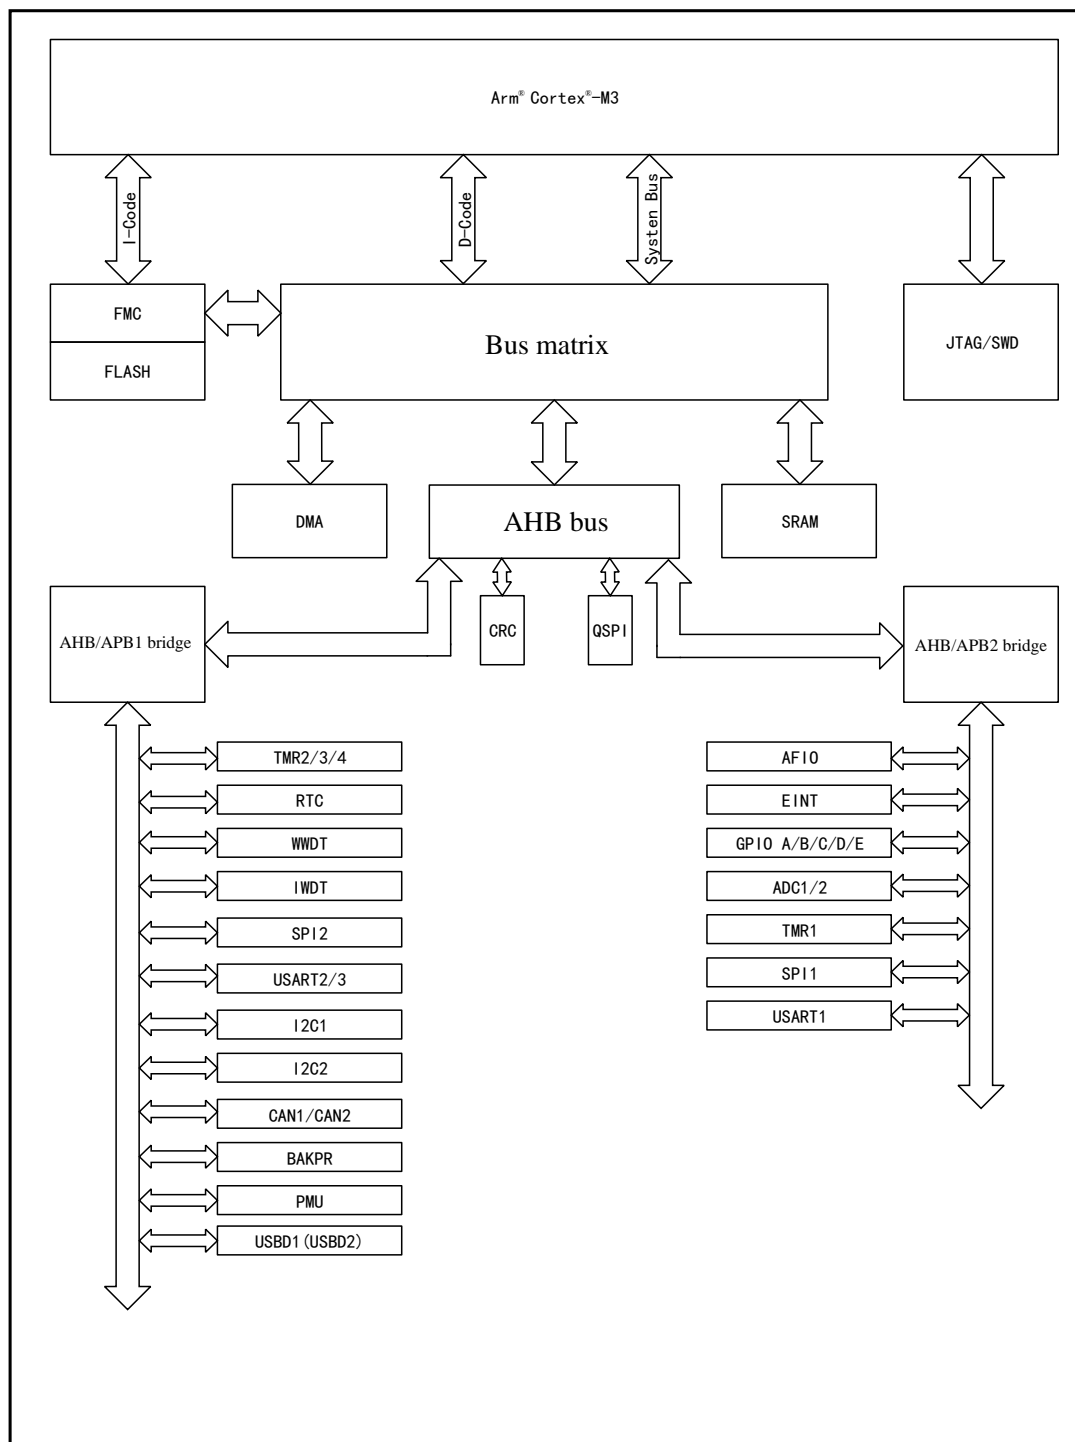 Arm® Cortex®-M3
I-Code
D-Code
Systen Bus
FMC
FLASH
Bus matrix
JTAG/SWD
DMA
AHB bus
SRAM
CRC
QSPI
AHB/APB1 bridge
AHB/APB2 bridge
TMR2/3/4
RTC
WWDT
IWDT
SPI2
USART2/3
I2C1
I2C2
CAN1/CAN2
BAKPR
PMU
USBD1(USBD2)
AFIO
EINT
GPIO A/B/C/D/E
ADC1/2
TMR1
SPI1
USART1